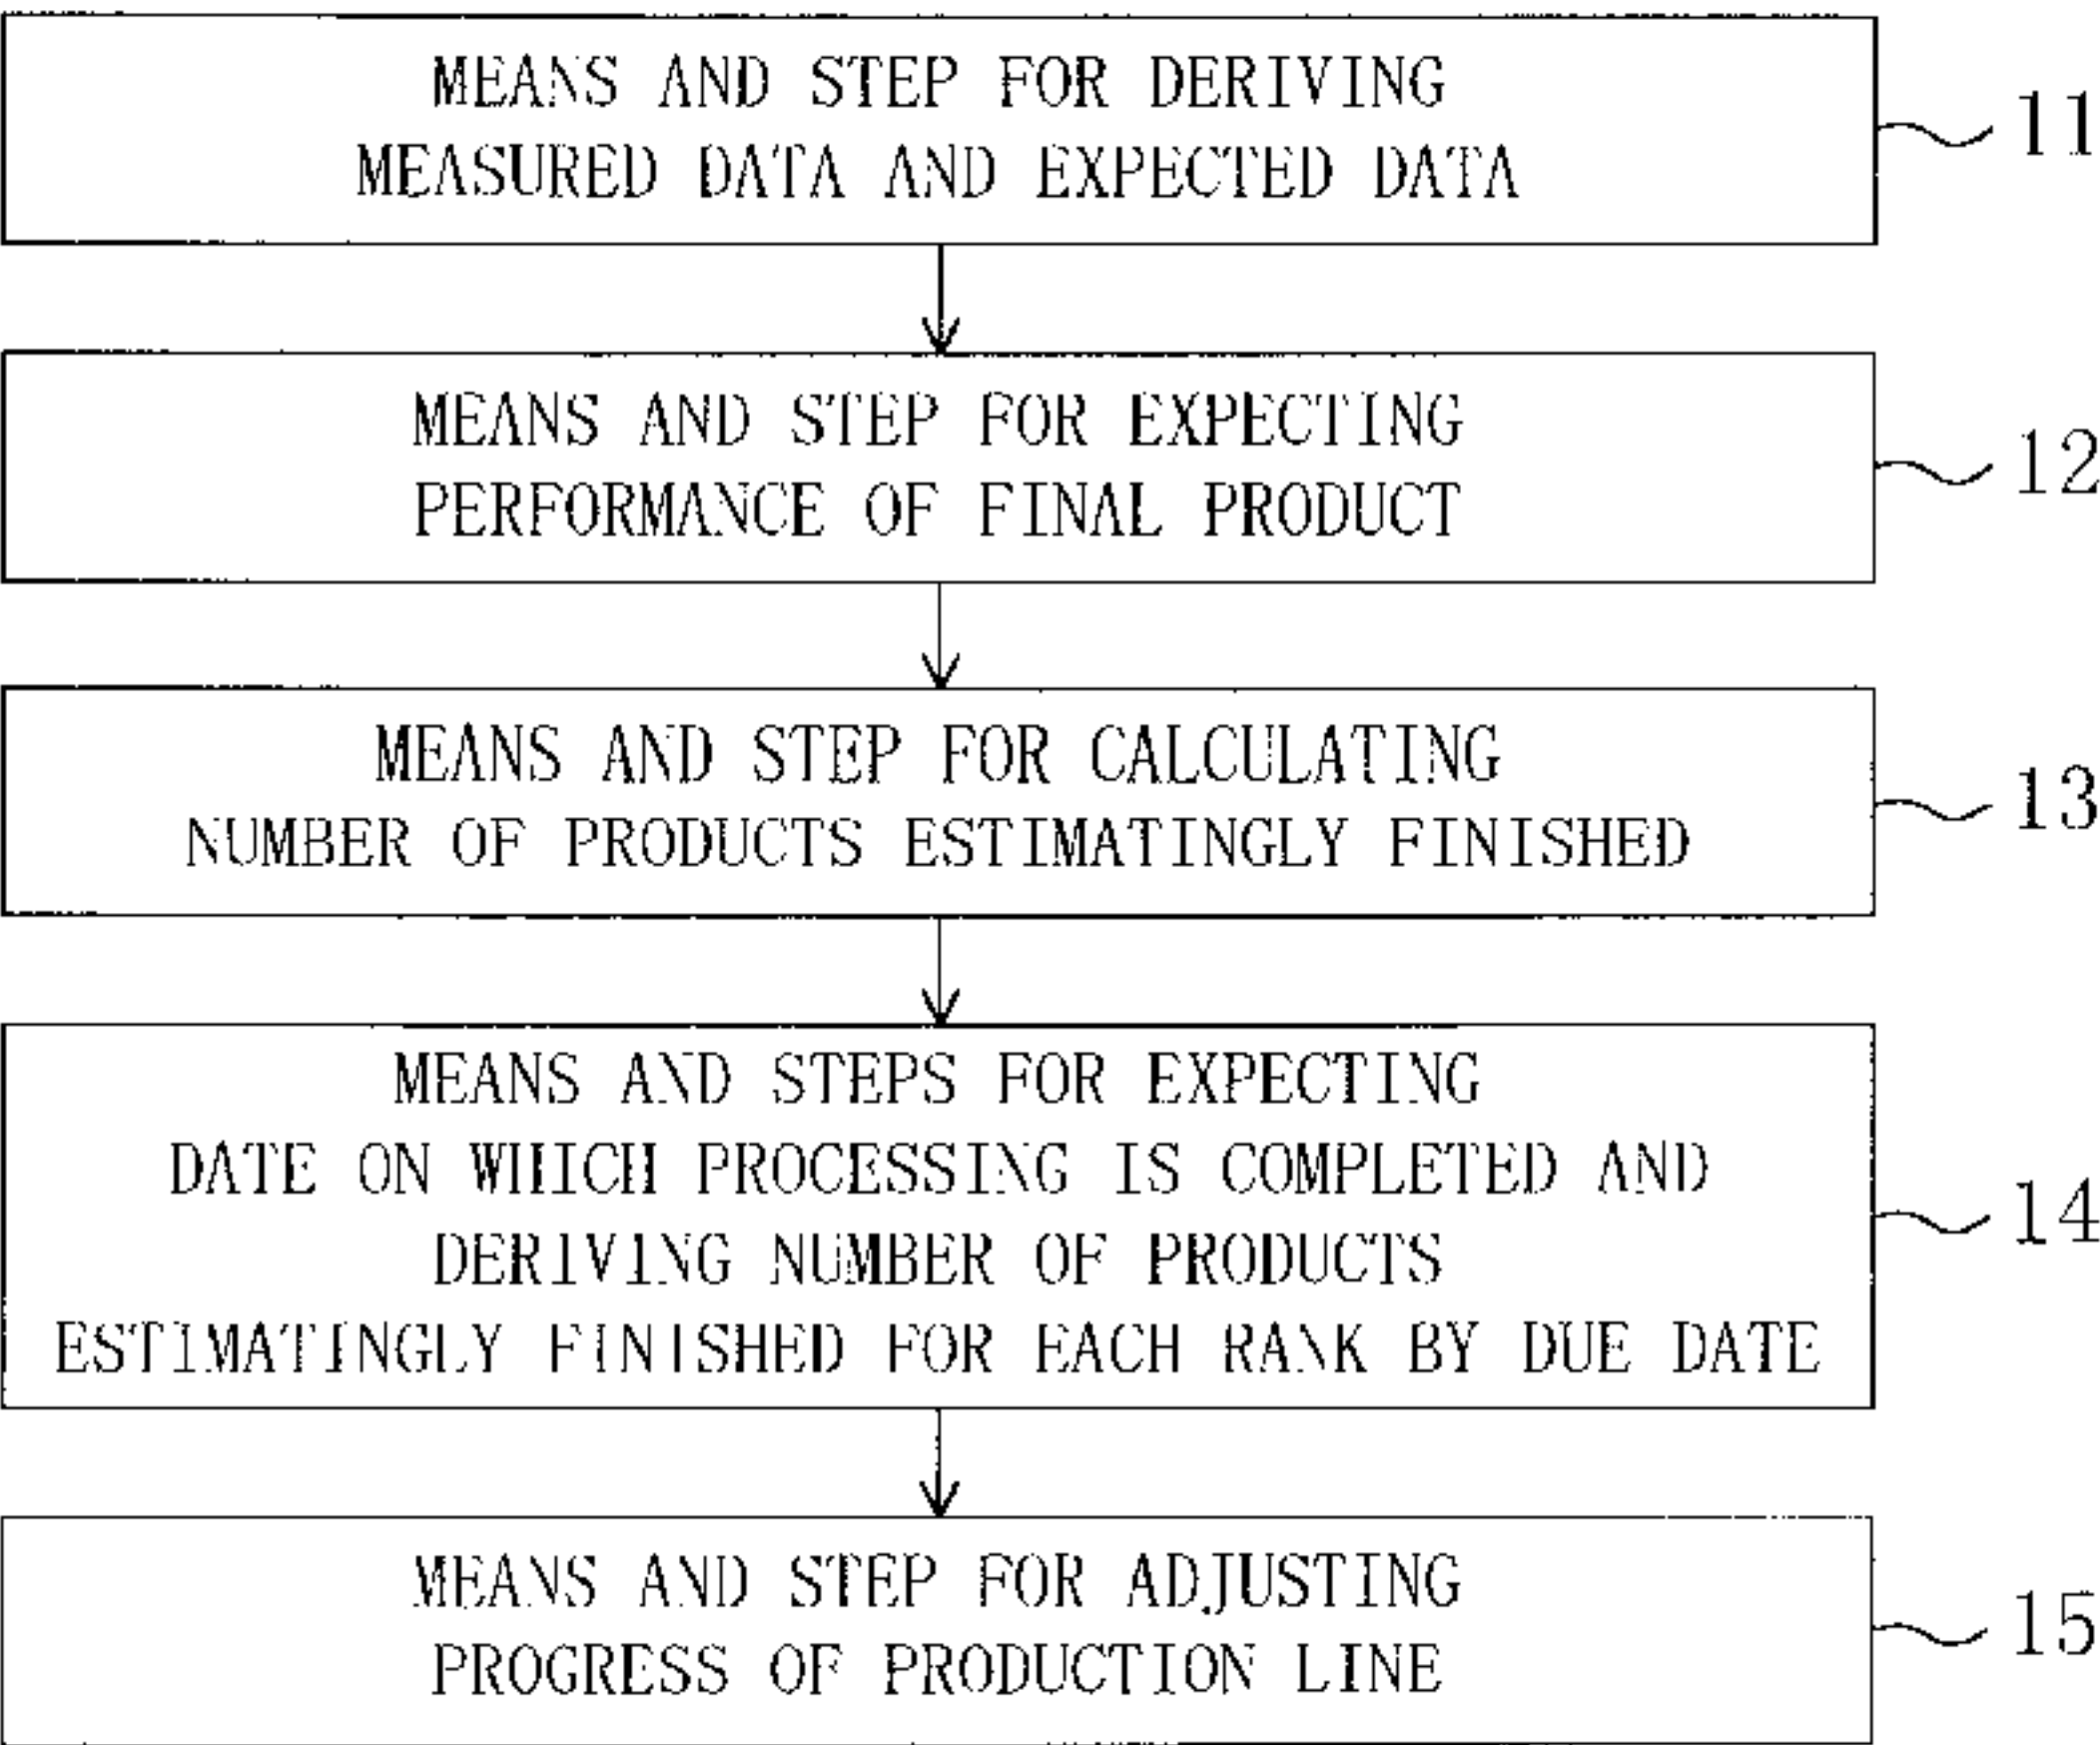 MEANS AND STEP FOR DERIVING
MEASURED DATA AND EXPECTED DATA
11
MEANS AND STEP FOR EXPECTING
PERFORMANCE OF FINAL PRODUCT
12
MEANS AND STEP FOR CALCULATING
NUMBER OF PRODUCTS ESTIMATINGLY FINISHED
13
MEANS AND STEPS FOR EXPECTING
DATE ON WHICH PROCESSING IS COMPLETED AND
DERIVING NUMBER OF PRODUCTS
ESTIMATINGLY FINISHED FOR EACH RANK BY DUE DATE
14
MEANS AND STEP FOR ADJUSTING
PROGRESS OF PRODUCTION LINE
15